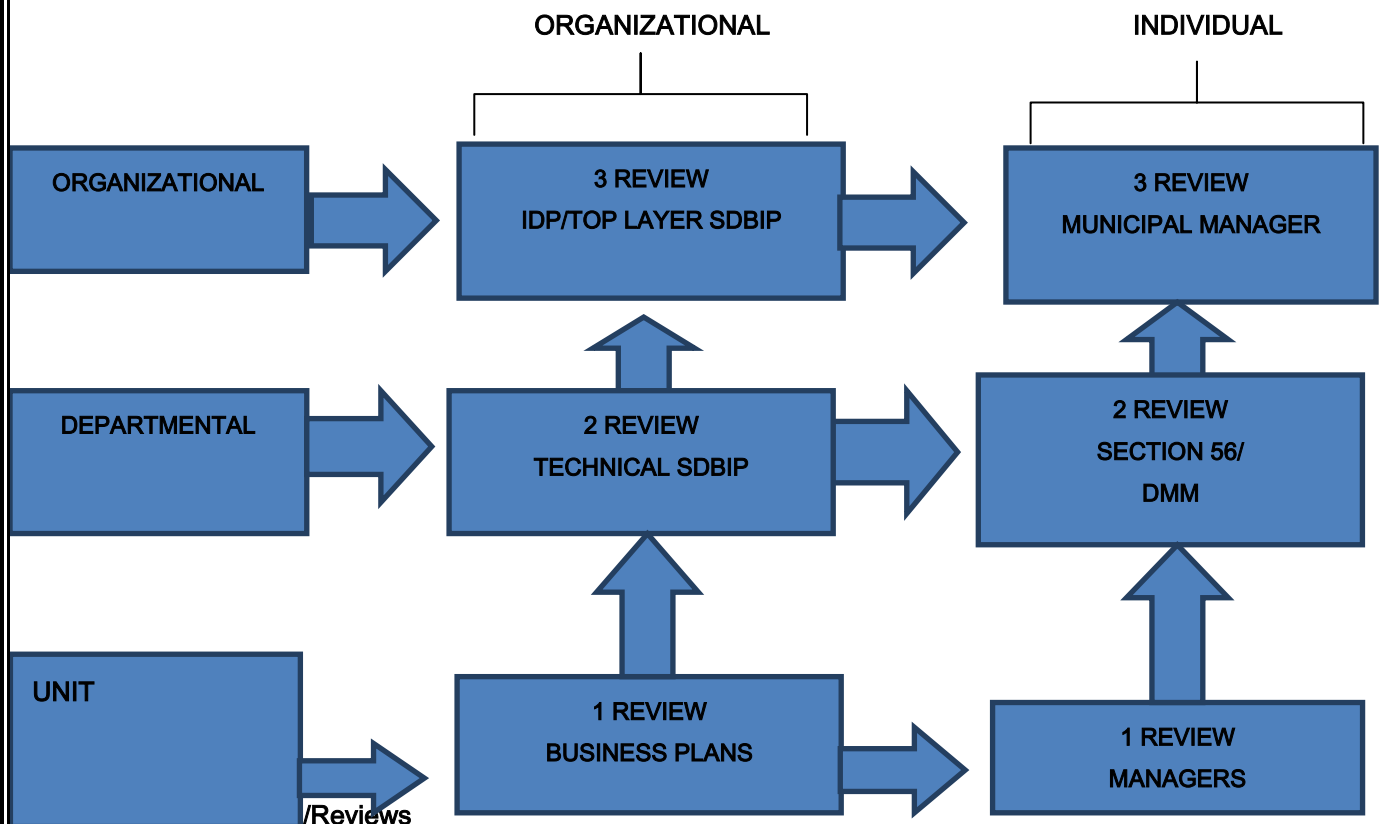 ORGANIZATIONAL
INDIVIDUAL
ORGANIZATIONAL
3 REVIEW
IDP/TOP LAYER SDBIP
3 REVIEW
MUNICIPAL MANAGER
DEPARTMENTAL
2 REVIEW
TECHNICAL SDBIP
2 REVIEW
SECTION 56/
DMM
UNIT
1 REVIEW
BUSINESS PLANS
1 REVIEW
MANAGERS
/Reviews